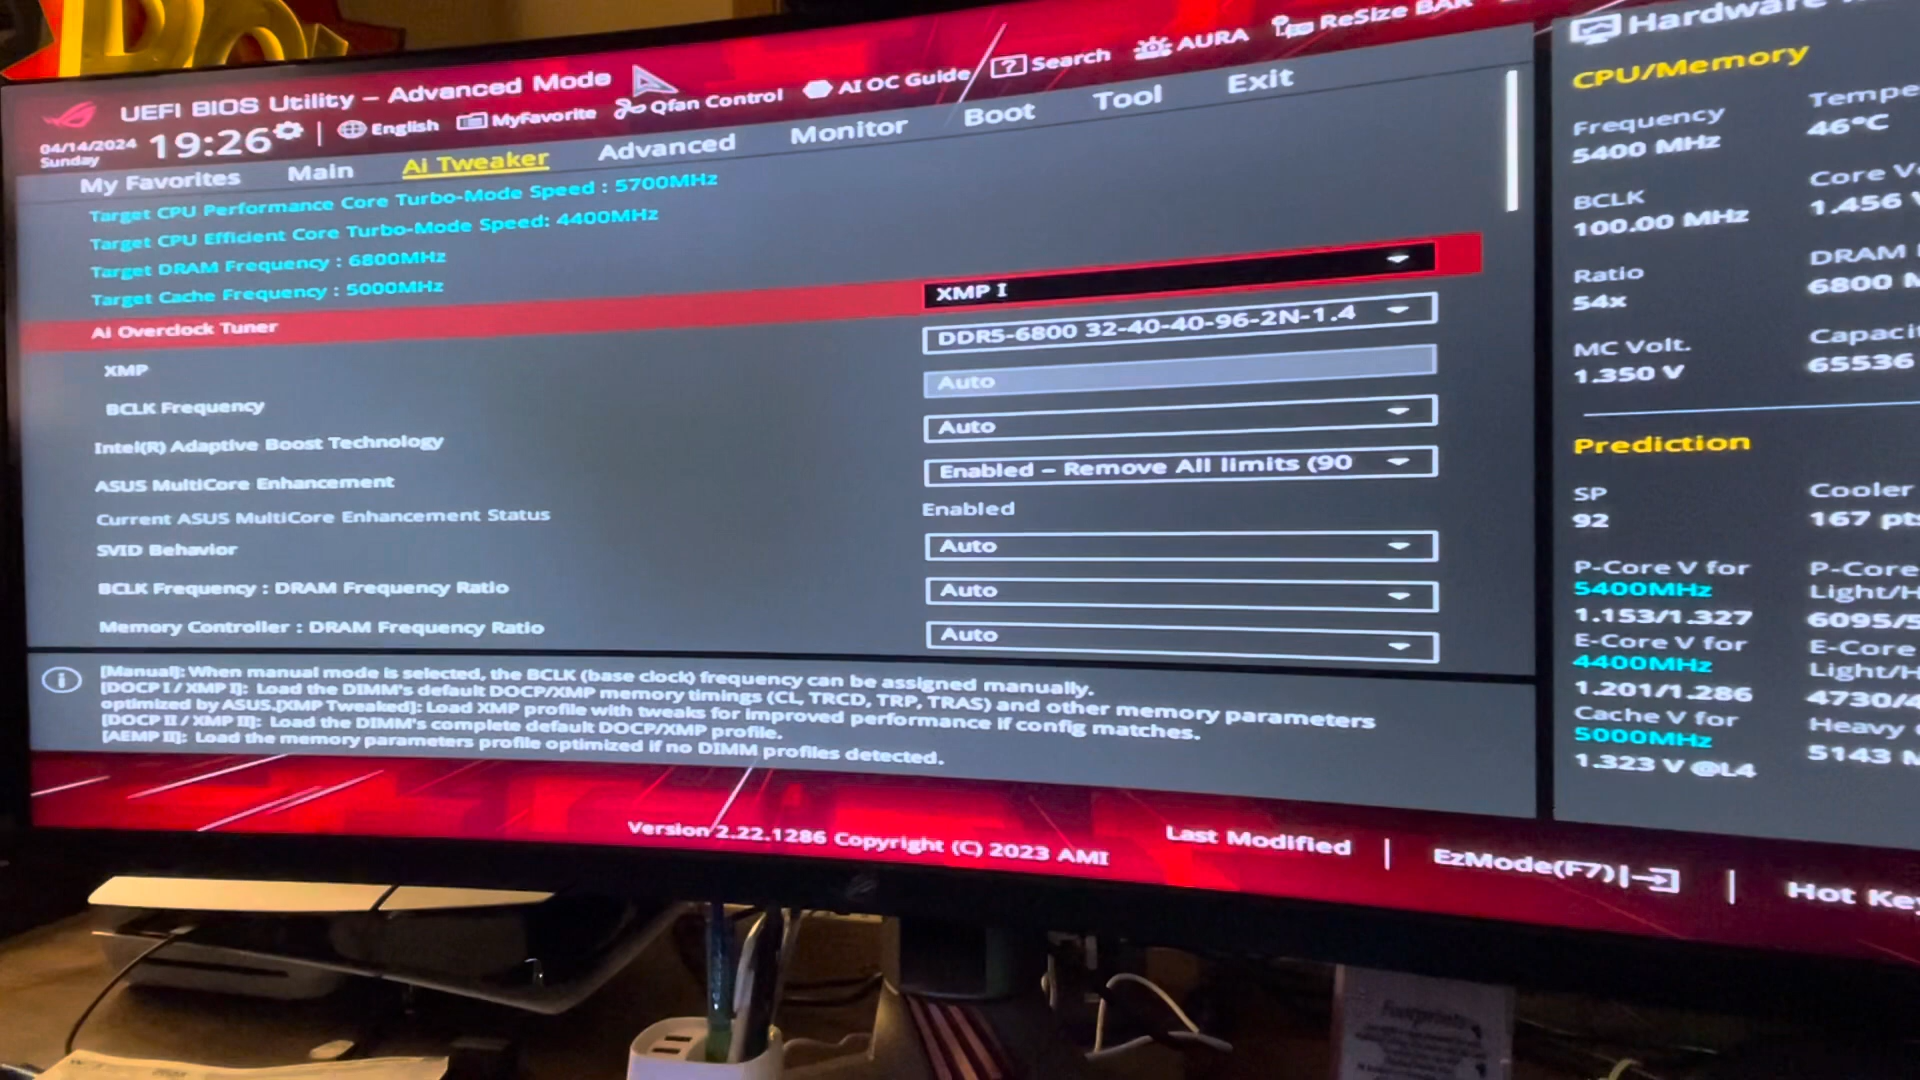 UEFI BIOS Utility – Advanced Mode
04/14/2024
Sunday
19:26
English
MyFavorite
Qfan Control
AI OC Guide
Search
AURA
ReSize BAR
My Favorites
Main
Ai Tweaker
Advanced
Monitor
Boot
Tool
Exit
Target CPU Performance Core Turbo-Mode Speed : 5700MHz
Target CPU Efficient Core Turbo-Mode Speed: 4400MHz
Target DRAM Frequency : 6800MHz
Target Cache Frequency : 5000MHz
Ai Overclock Tuner
XMP I
XMP
DDR5-6800 32-40-40-96-2N-1.4
BCLK Frequency
Auto
Intel(R) Adaptive Boost Technology
Auto
ASUS MultiCore Enhancement
Enabled – Remove All limits (90
Current ASUS MultiCore Enhancement Status
Enabled
SVID Behavior
Auto
BCLK Frequency : DRAM Frequency Ratio
Auto
Memory Controller : DRAM Frequency Ratio
Auto
[Manual]: When manual mode is selected, the BCLK (base clock) frequency can be assigned manually.
[DOCP I / XMP I]: Load the DIMM's default DOCP/XMP memory timings (CL, TRCD, TRP, TRAS) and other memory parameters
optimized by ASUS.[XMP Tweaked]: Load XMP profile with tweaks for improved performance if config matches.
[DOCP II / XMP II]: Load the DIMM's complete default DOCP/XMP profile.
[AEMP II]: Load the memory parameters profile optimized if no DIMM profiles detected.
Version 2.22.1286 Copyright (C) 2023 AMI
Last Modified
EzMode(F7)
Hot Key
Hardware
CPU/Memory
Frequency
5400 MHz
Tempe
46°C
BCLK
100.00 MHz
Core Vo
1.456 V
Ratio
54x
DRAM
6800 M
MC Volt.
1.350 V
Capacit
65536
Prediction
SP
92
Cooler
167 pts
P-Core V for
5400MHz
1.153/1.327
P-Core
Light/H
6095/5
E-Core V for
4400MHz
1.201/1.286
E-Core
Light/H
4730/4
Cache V for
5000MHz
1.323 V @L4
Heavy
5143 M
Footprints